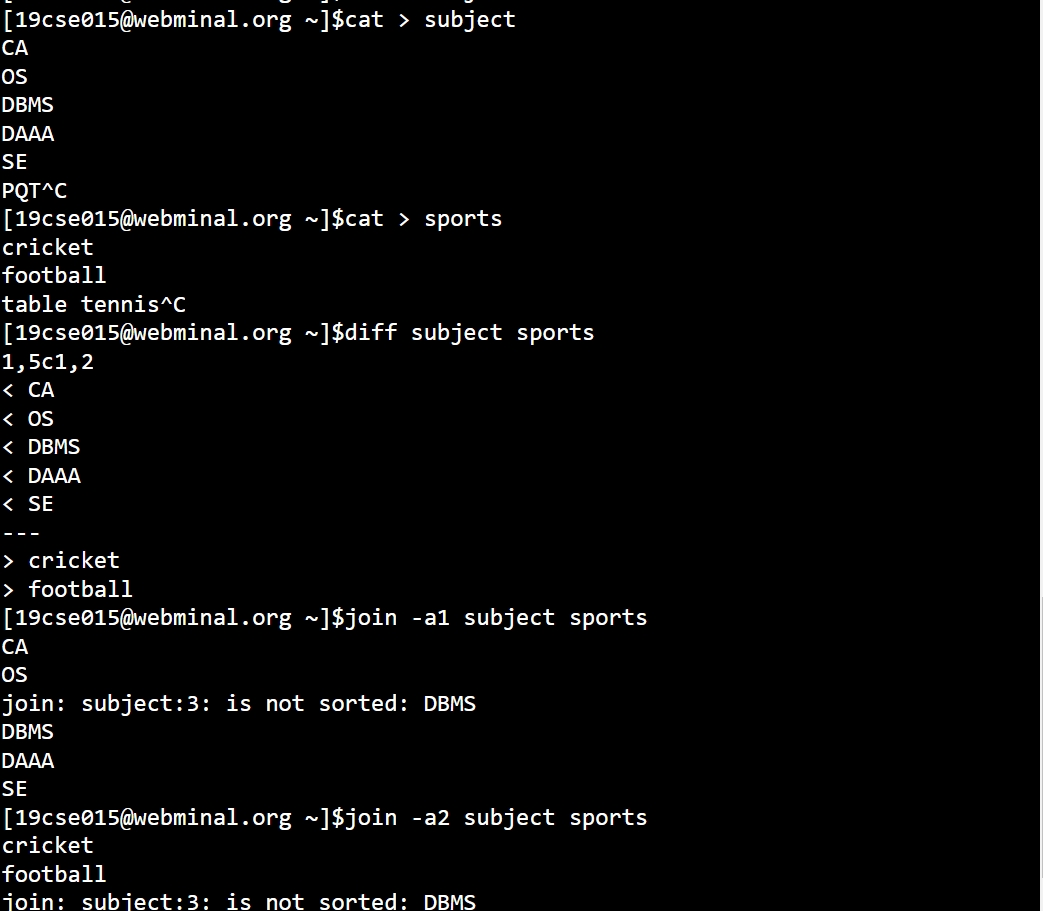 [19cse015@webminal.org ~]$cat > subject
CA
OS
DBMS
DAAA
SE
PQT^C
[19cse015@webminal.org ~]$cat > sports
cricket
football
table tennis^C
[19cse015@webminal.org ~]$diff subject sports
1,5c1,2
< CA
< OS
< DBMS
< DAAA
< SE
---
> cricket
> football
[19cse015@webminal.org ~]$join -a1 subject sports
CA
OS
join: subject:3: is not sorted: DBMS
DBMS
DAAA
SE
[19cse015@webminal.org ~]$join -a2 subject sports
cricket
football
join: subject:3: is not sorted: DBMS